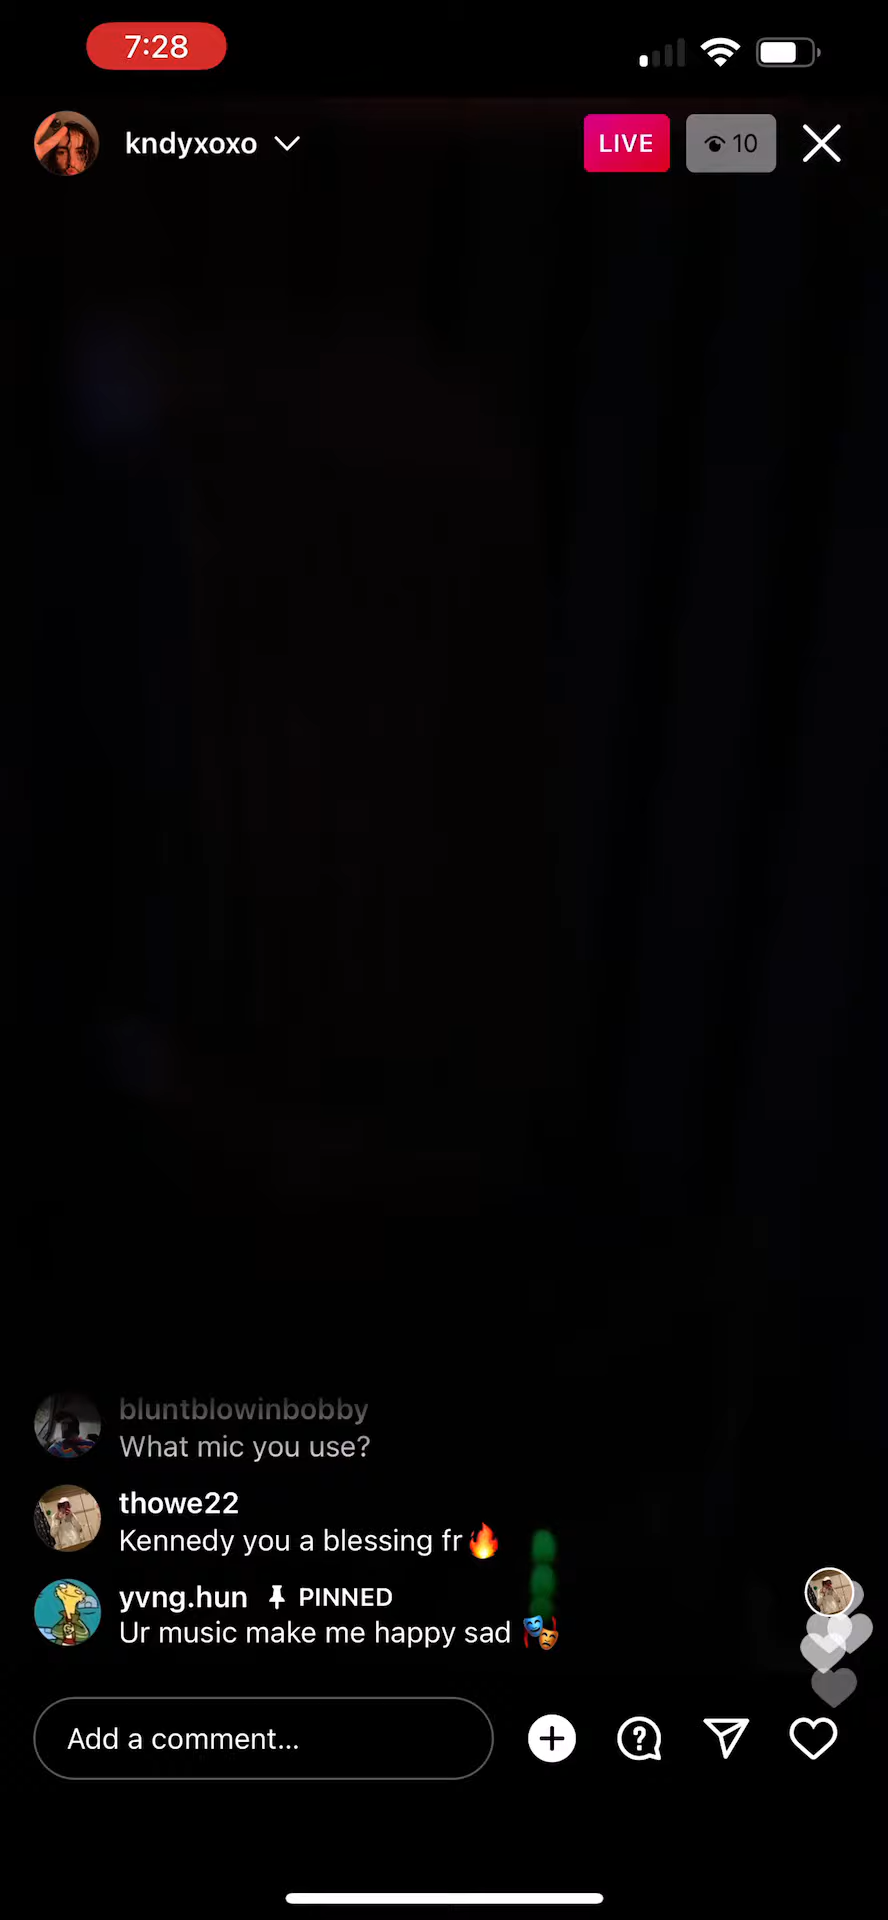 7:28
kndyxoxo
LIVE
10
bluntblowinbobby
What mic you use?
thowe22
Kennedy you a blessing fr🔥
yvng.hun PINNED
Ur music make me happy sad 🎭
Add a comment...